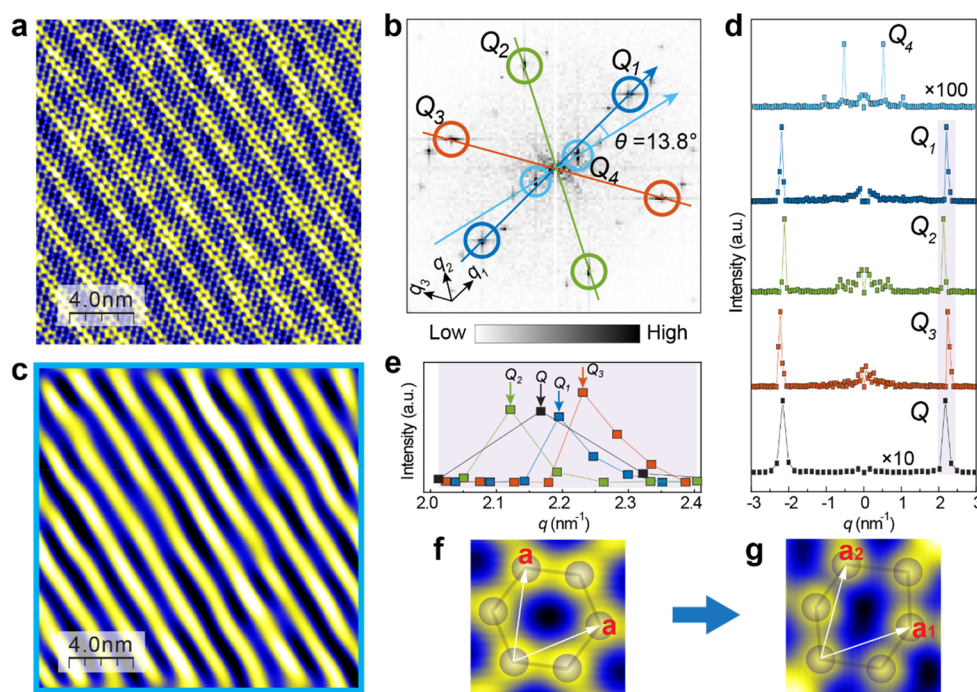 a
4.0nm
b
Q2
Q1
Q3
θ =13.8°
Q4
q3
q2
q1
Low
High
c
4.0nm
d
Q4
×100
Q1
Q2
Q3
Q
×10
Intensity (a.u.)
-3 -2 -1 0 1 2 3
q (nm-1)
e
Q2 Q Q1 Q3
Intensity (a.u.)
2.0 2.1 2.2 2.3 2.4
q (nm-1)
f
a
a
g
a2
a1